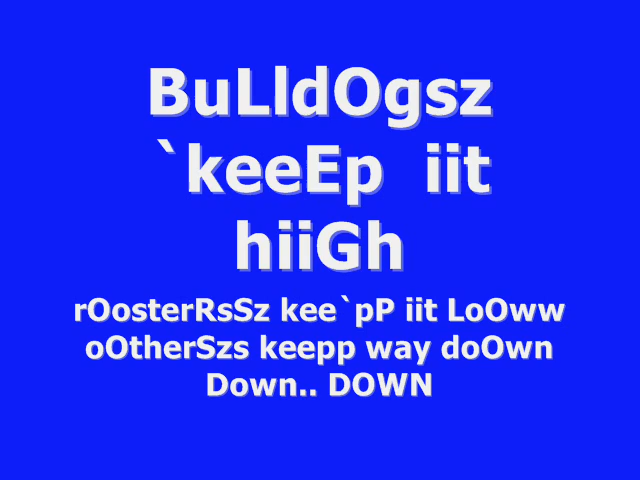 BuLldOgsz
`keeEp  iit
hiiGh
rOosterRsSz kee`pP iit LoOww
oOtherSzs keepp way doOwn
Down.. DOWN